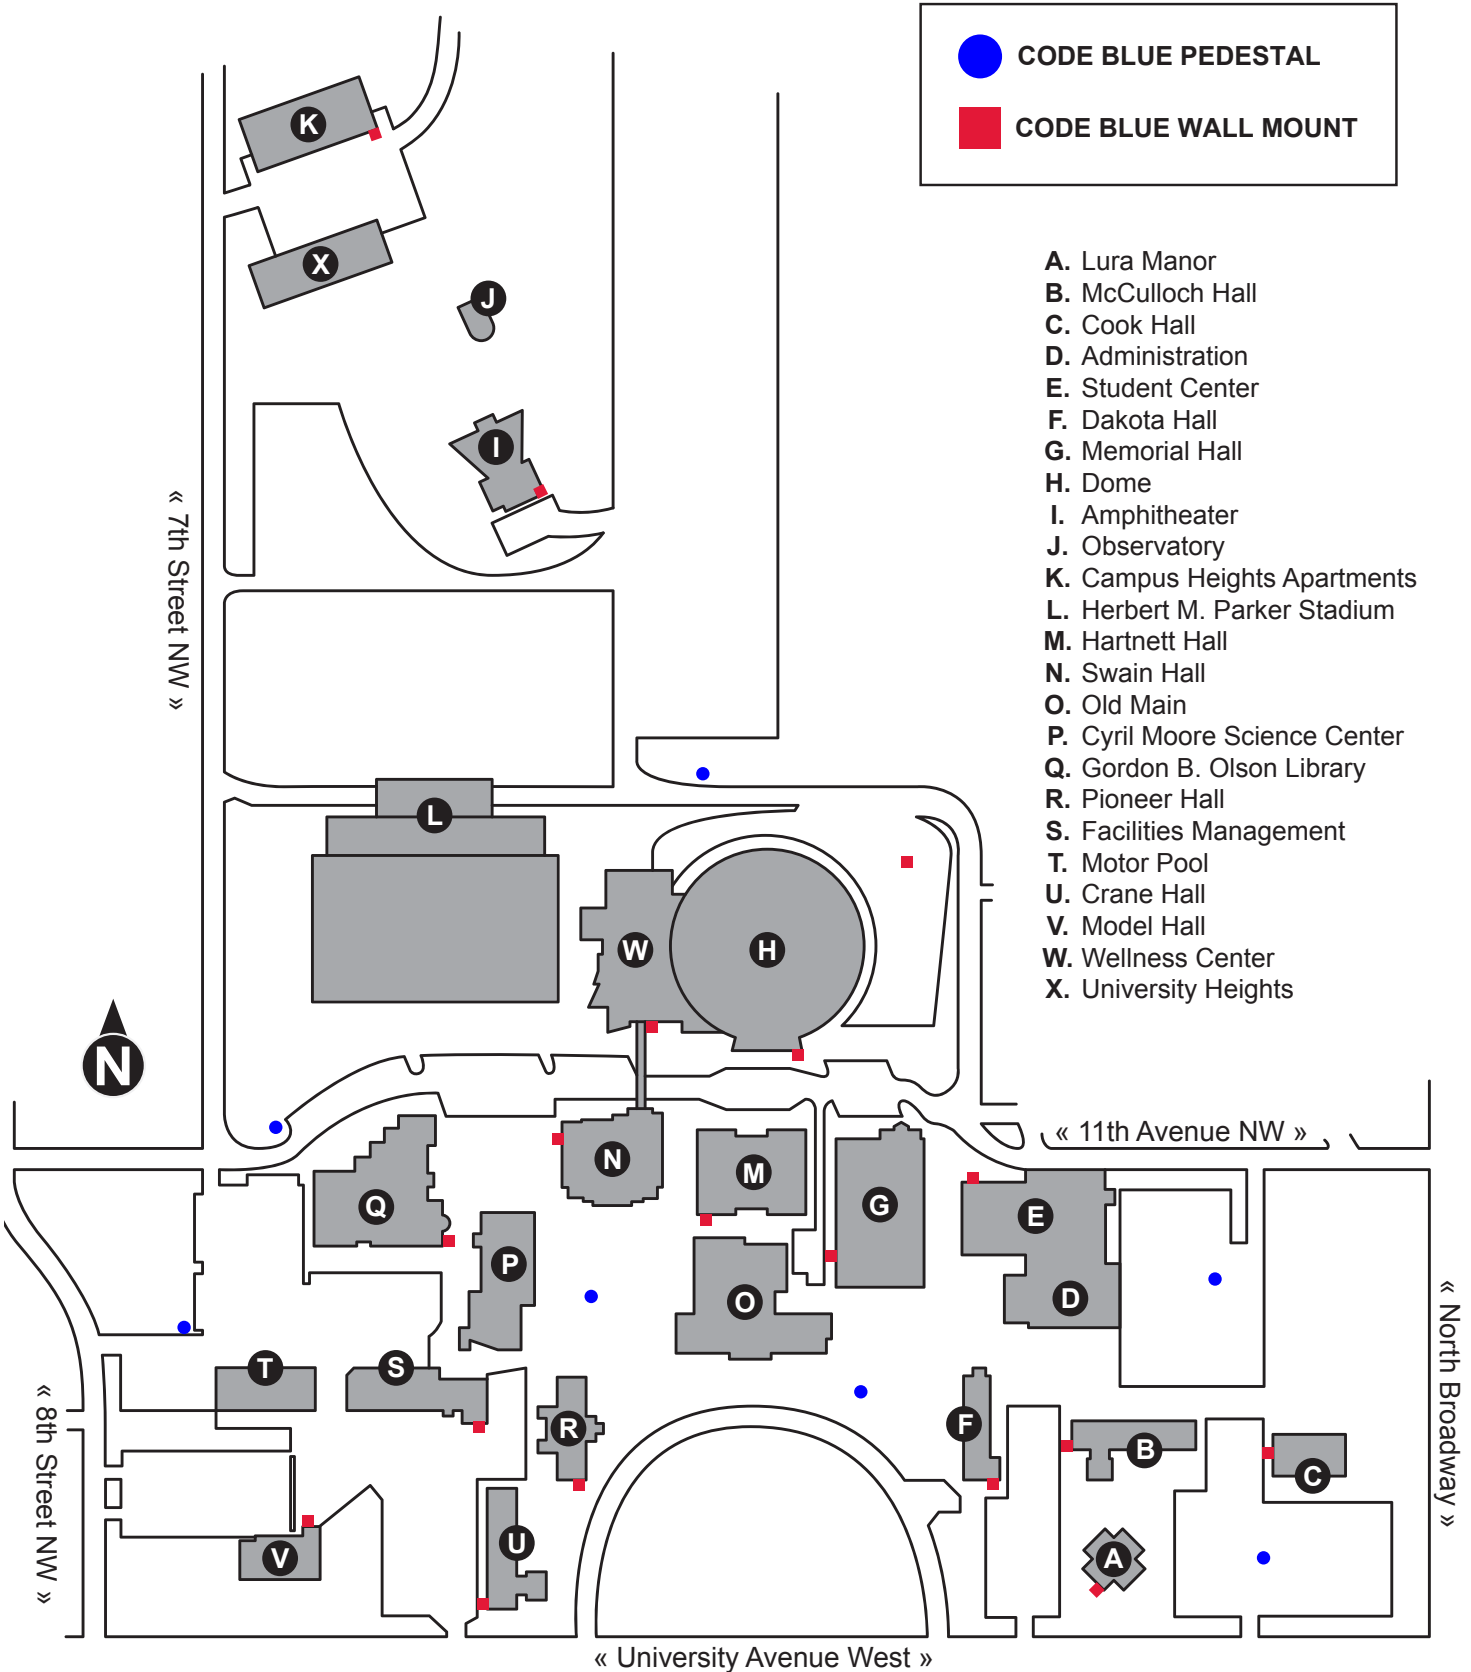 CODE BLUE PEDESTAL
CODE BLUE WALL MOUNT
A. Lura Manor
B. McCulloch Hall
C. Cook Hall
D. Administration
E. Student Center
F. Dakota Hall
G. Memorial Hall
H. Dome
I. Amphitheater
J. Observatory
K. Campus Heights Apartments
L. Herbert M. Parker Stadium
M. Hartnett Hall
N. Swain Hall
O. Old Main
P. Cyril Moore Science Center
Q. Gordon B. Olson Library
R. Pioneer Hall
S. Facilities Management
T. Motor Pool
U. Crane Hall
V. Model Hall
W. Wellness Center
X. University Heights
K
X
J
I
« 7th Street NW »
L
W
H
N
« 11th Avenue NW »
N
M
Q
G
E
P
O
D
« North Broadway »
T
S
« 8th Street NW »
R
F
B
C
U
V
A
« University Avenue West »